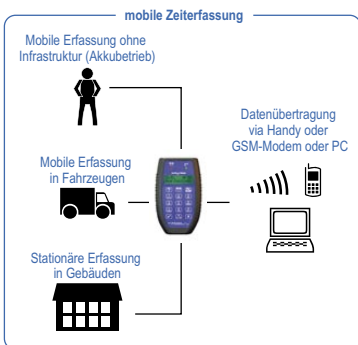 mobile Zeiterfassung
Mobile Erfassung ohne
Infrastruktur (Akkubetrieb)
Mobile Erfassung
in Fahrzeugen
Stationäre Erfassung
in Gebäuden
Datenübertragung
via Handy oder
GSM-Modem oder PC